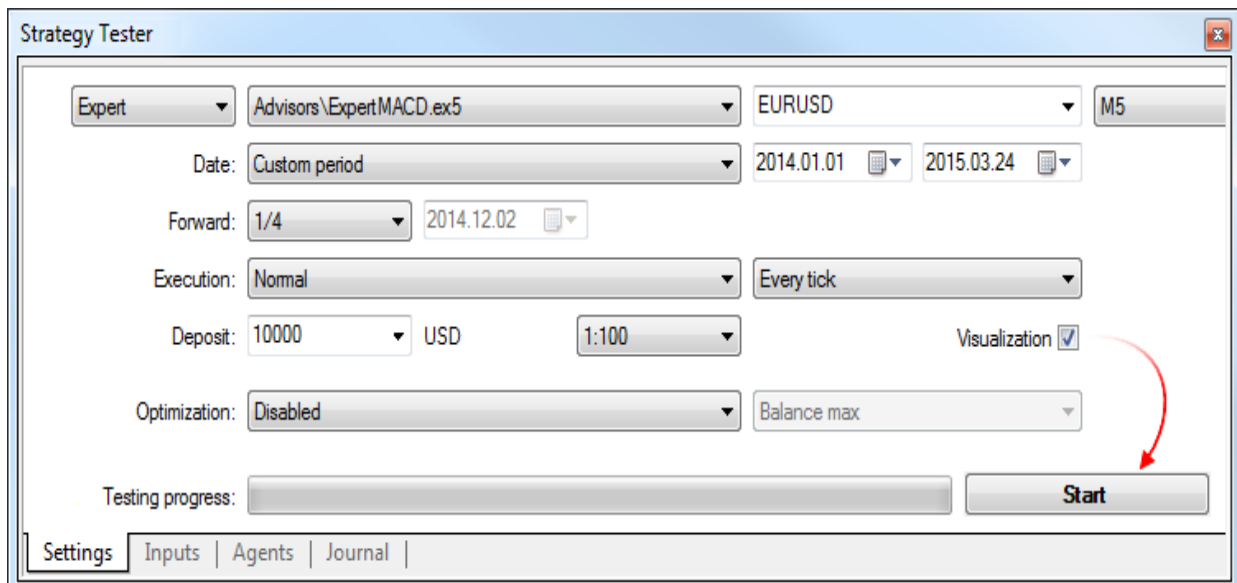 Strategy Tester
Expert Advisors\ExpertMACD.ex5 EURUSD M5
Date: Custom period 2014.01.01 2015.03.24
Forward: 1/4 2014.12.02
Execution: Normal Every tick
Deposit: 10000 USD 1:100 Visualization
Optimization: Disabled Balance max
Testing progress: Start
Settings Inputs Agents Journal